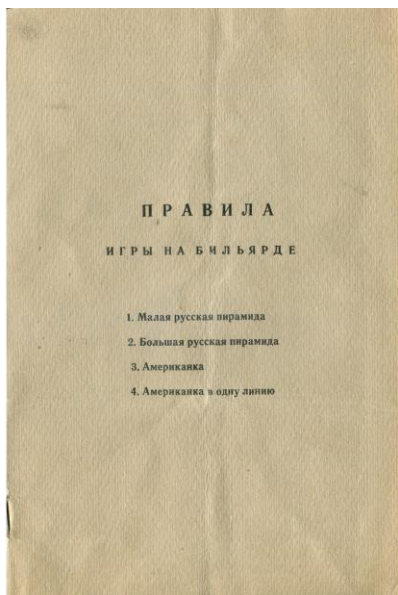 ПРАВИЛА
ИГРЫ НА БИЛЬЯРДЕ
1. Малая русская пирамида
2. Большая русская пирамида
3. Американка
4. Американка в одну линию